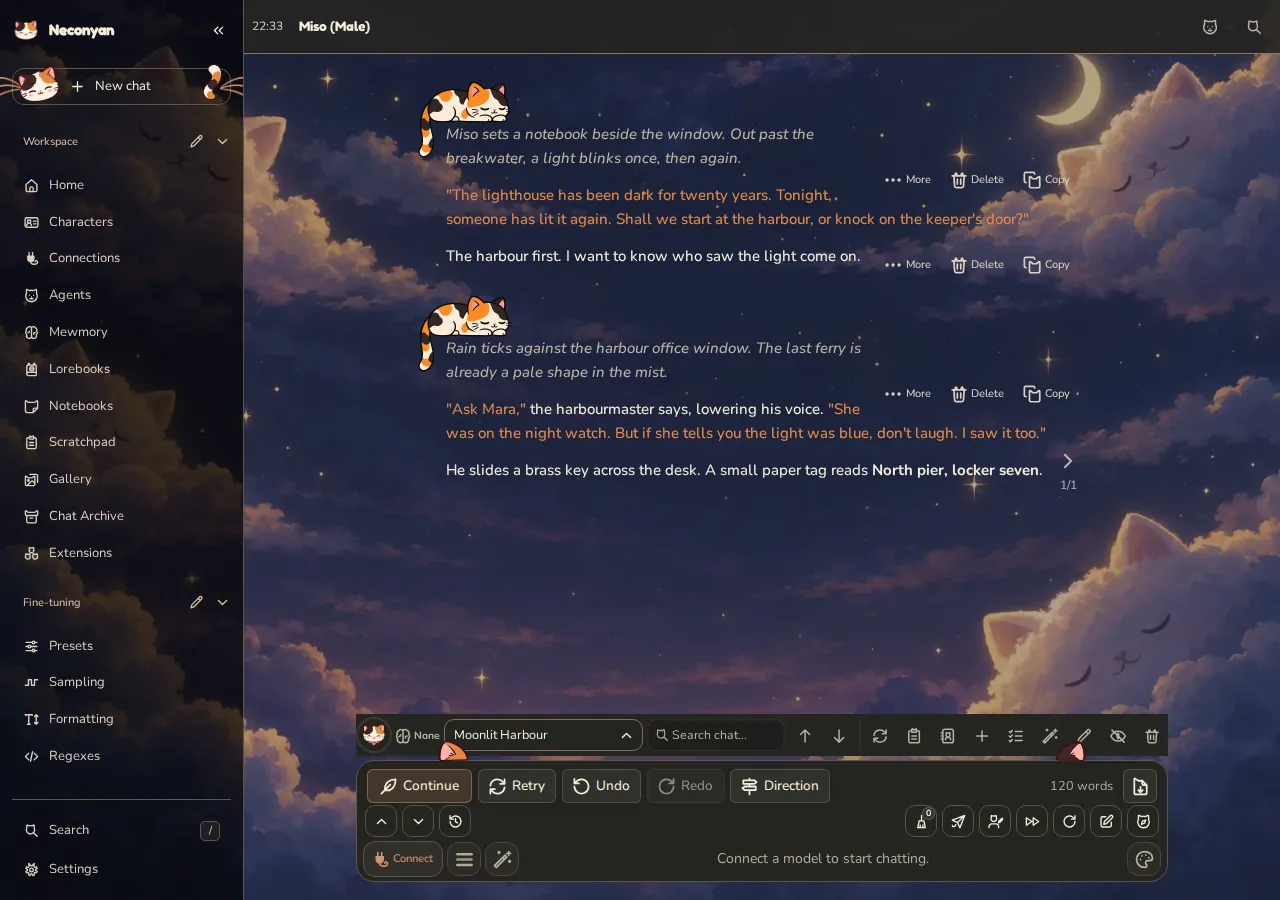 Neconyan
New chat
Workspace
Home
Characters
Connections
Agents
Mewmory
Lorebooks
Notebooks
Scratchpad
Gallery
Chat Archive
Extensions
Fine-tuning
Presets
Sampling
Formatting
Regexes
Search /
Settings
22:33 Miso (Male)
Miso sets a notebook beside the window. Out past the
breakwater, a light blinks once, then again.
More Delete Copy
"The lighthouse has been dark for twenty years. Tonight,
someone has lit it again. Shall we start at the harbour, or knock on the keeper's door?"
The harbour first. I want to know who saw the light come on.
More Delete Copy
Rain ticks against the harbour office window. The last ferry is
already a pale shape in the mist.
More Delete Copy
"Ask Mara," the harbourmaster says, lowering his voice. "She
was on the night watch. But if she tells you the light was blue, don't laugh. I saw it too."
He slides a brass key across the desk. A small paper tag reads North pier, locker seven.
1/1
None Moonlit Harbour Search chat...
Continue Retry Undo Redo Direction 120 words
0
Connect Connect a model to start chatting.